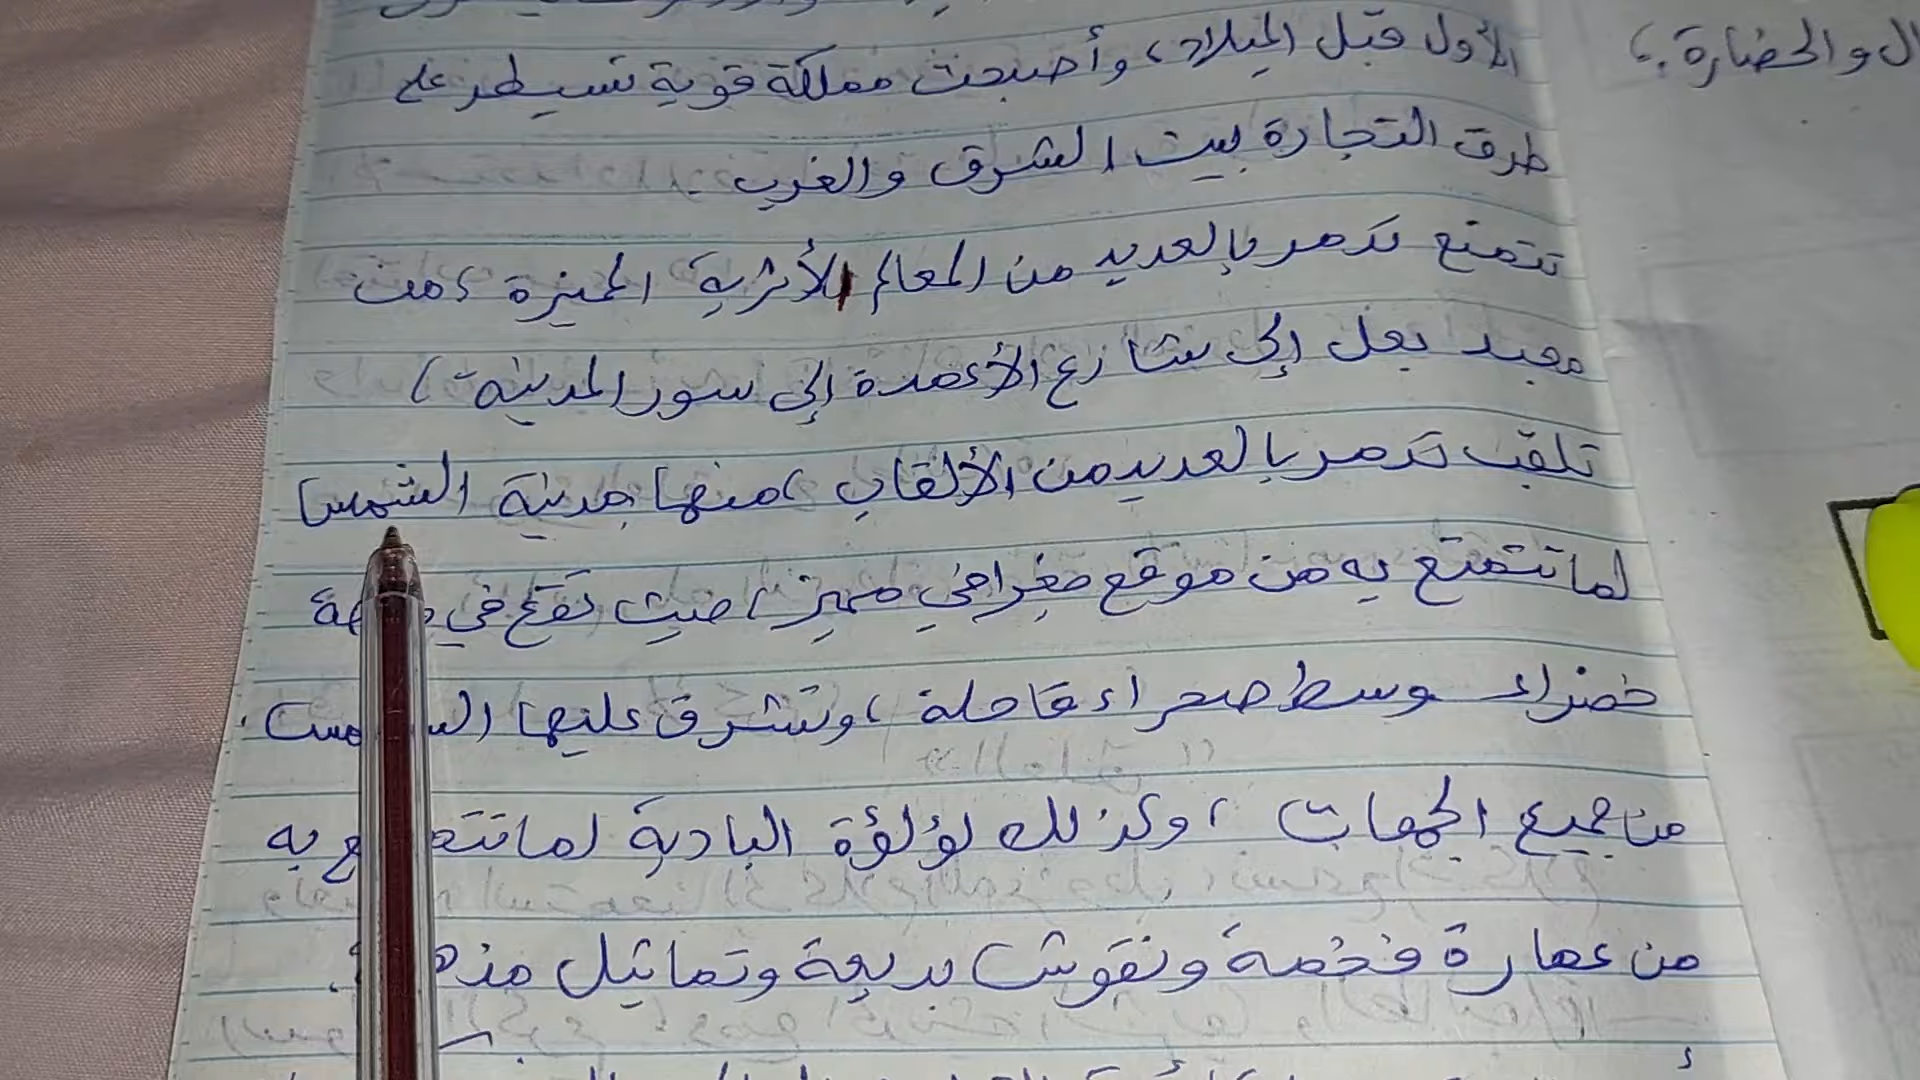 ال والحضارة.،
الأول قبل الميلاد، وأصبحت مملكة قوية تسيطر على
طرق التجارة بين الشرق والغرب.
تتمتع تدمر بالعديد من المعالم الأثرية المميزة، من
معبد بعل إلى شارع الأعمدة إلى سور المدينة،
تلقب تدمر بالعديد من الألقاب، منها مدينة الشمس
لما تتمتع به من موقع جغرافي مميز، حيث تقع في
خضراء وسط صحراء قاحلة، وتشرق عليها
من جميع الجهات، وكذلك لؤلؤة البادية لما به
من عمارة فخمة ونقوش بديعة وتماثيل